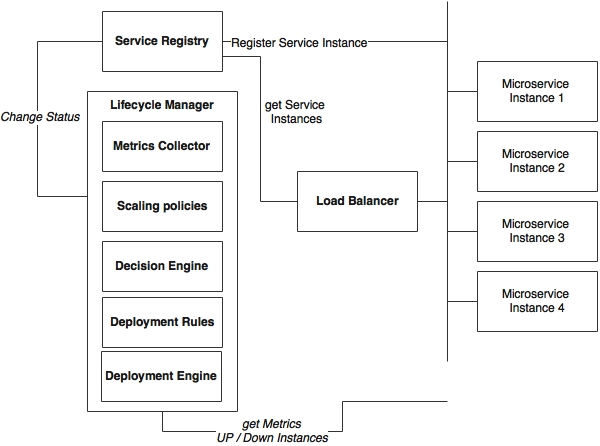 Service Registry
Register Service Instance
Change Status
Lifecycle Manager
Metrics Collector
Scaling policies
Decision Engine
Deployment Rules
Deployment Engine
get Service
Instances
Load Balancer
Microservice
Instance 1
Microservice
Instance 2
Microservice
Instance 3
Microservice
Instance 4
get Metrics
UP / Down Instances